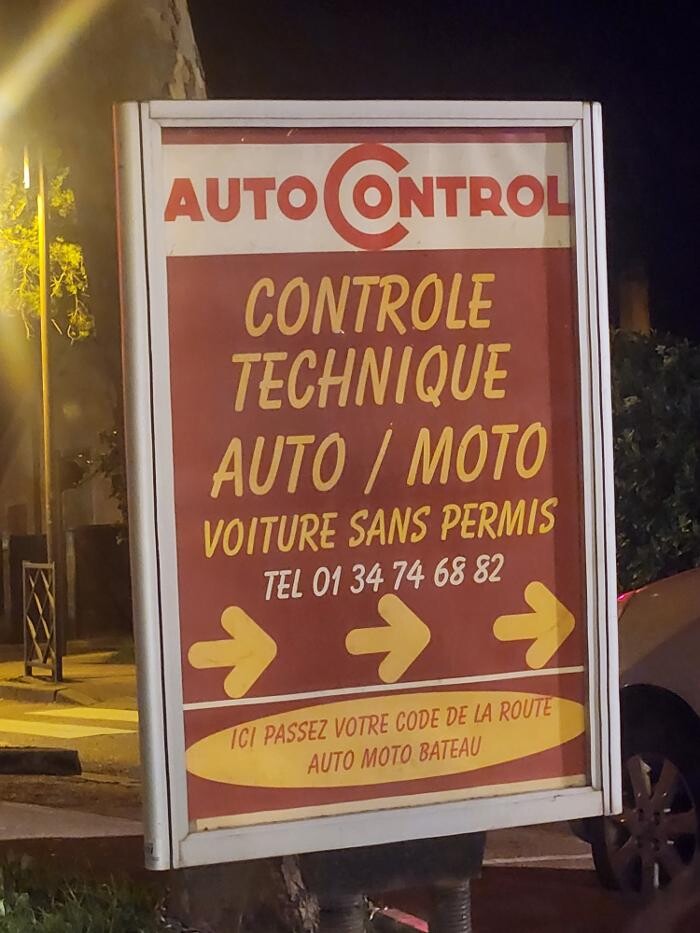 AUTO CONTROL
CONTROLE
TECHNIQUE
AUTO / MOTO
VOITURE SANS PERMIS
TEL 01 34 74 68 82
ICI PASSEZ VOTRE CODE DE LA ROUTE
AUTO MOTO BATEAU